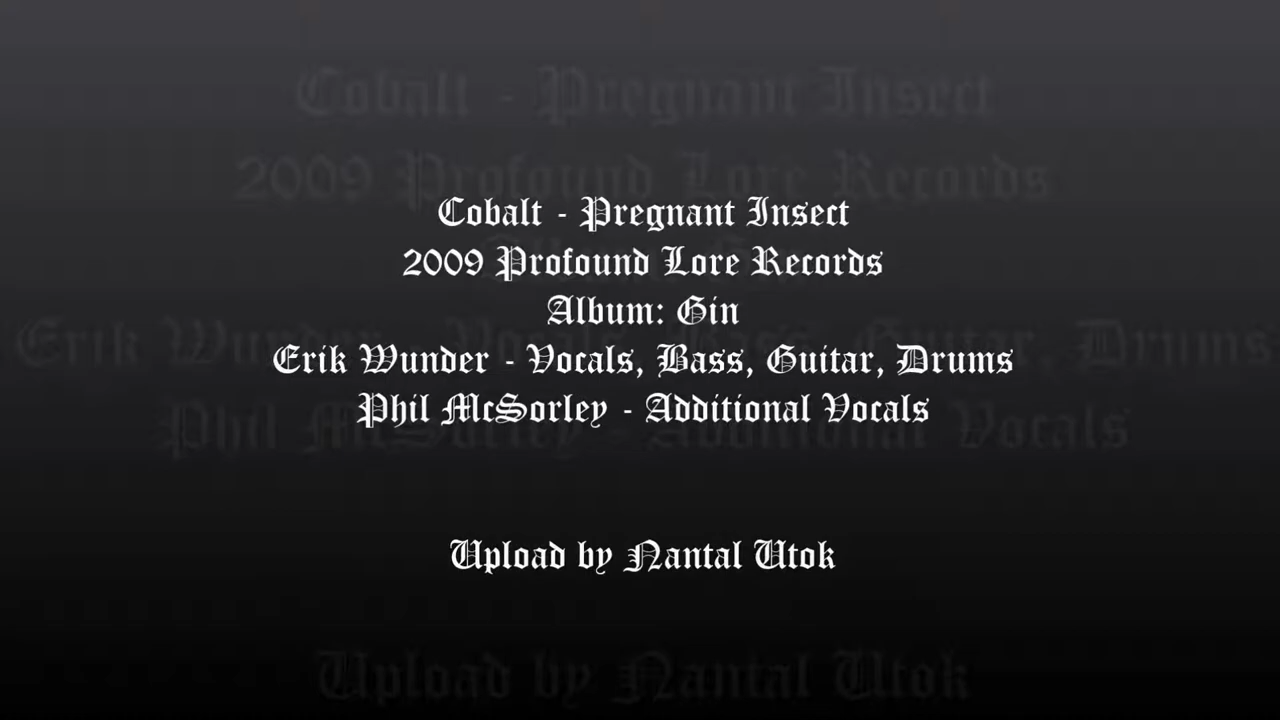 Cobalt - Pregnant Insect
2009 Profound Lore Records
Album: Gin
Erik Wunder - Vocals, Bass, Guitar, Drums
Phil McSorley - Additional Vocals
Upload by Nantal Utok